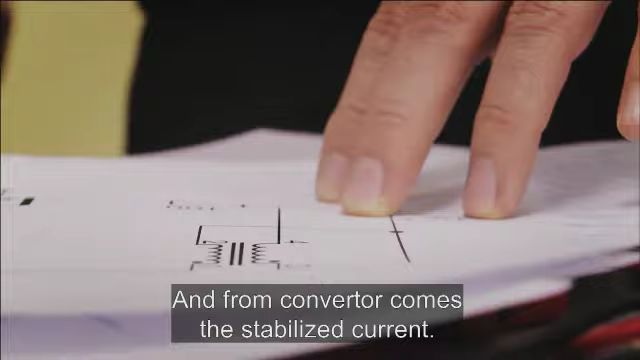 And from convertor comes
the stabilized current.